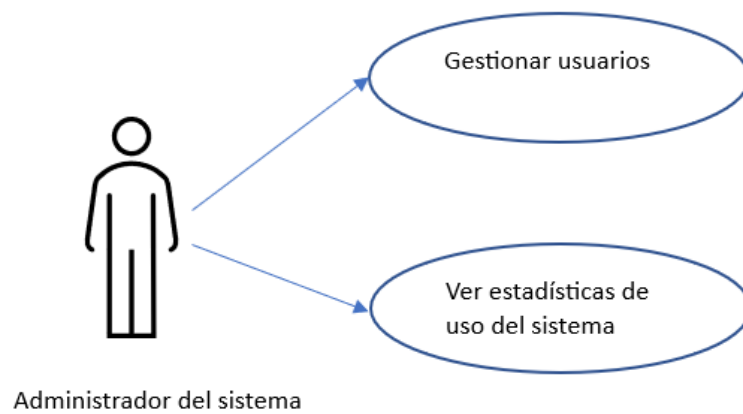 Gestionar usuarios
Ver estadísticas de
uso del sistema
Administrador del sistema